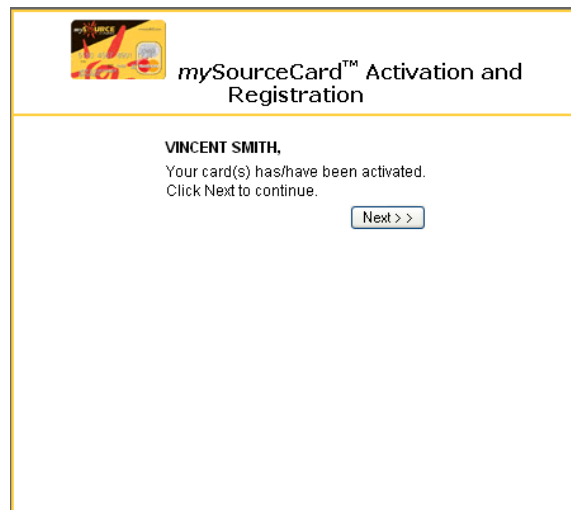 mySourceCard™ Activation and
Registration
VINCENT SMITH,
Your card(s) has/have been activated.
Click Next to continue.
Next > >